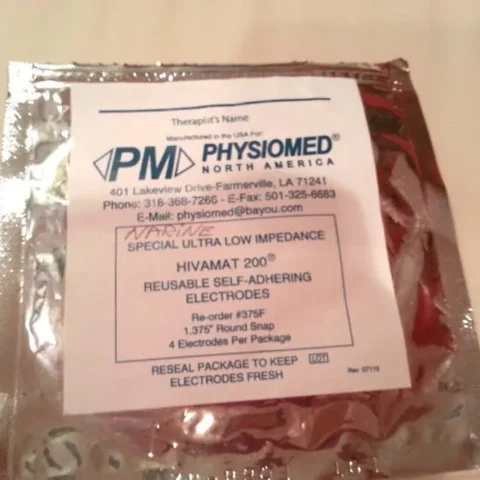 Therapist's Name
Manufactured in the USA For:
PM PHYSIOMED®
NORTH AMERICA
401 Lakeview Drive-Farmerville, LA 71241
Phone: 318-368-7266 - E-Fax: 501-325-6683
E-Mail: physiomed@bayou.com
NARINE
SPECIAL ULTRA LOW IMPEDANCE
HIVAMAT 200®
REUSABLE SELF-ADHERING
ELECTRODES
Re-order #375F
1.375" Round Snap
4 Electrodes Per Package
RESEAL PACKAGE TO KEEP
ELECTRODES FRESH
LOT
Rev. 07110